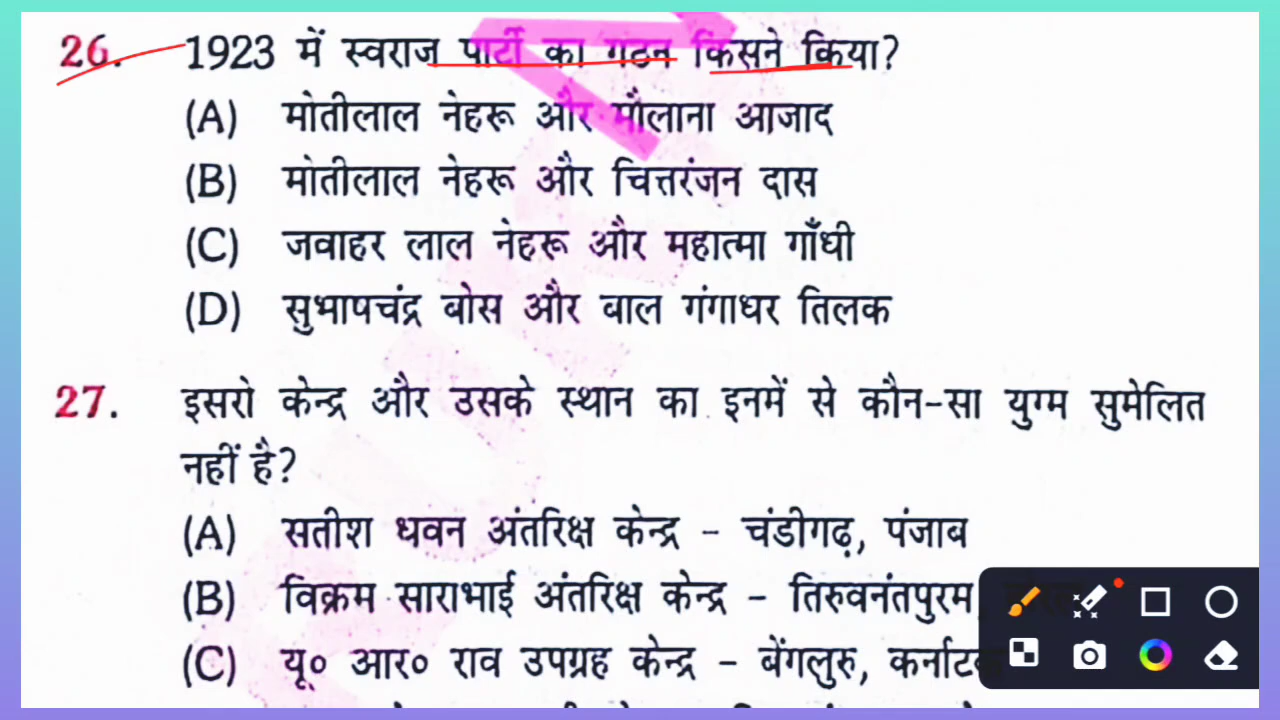 26. 1923 में स्वराज पार्टी का गठन किसने किया?
(A) मोतीलाल नेहरू और मौलाना आजाद
(B) मोतीलाल नेहरू और चित्तरंजन दास
(C) जवाहर लाल नेहरू और महात्मा गाँधी
(D) सुभाषचंद्र बोस और बाल गंगाधर तिलक
27. इसरो केन्द्र और उसके स्थान का इनमें से कौन-सा युग्म सुमेलित
नहीं है?
(A) सतीश धवन अंतरिक्ष केन्द्र - चंडीगढ़, पंजाब
(B) विक्रम साराभाई अंतरिक्ष केन्द्र - तिरुवनंतपुरम,
(C) यू० आर० राव उपग्रह केन्द्र - बेंगलुरु, कर्नाटक